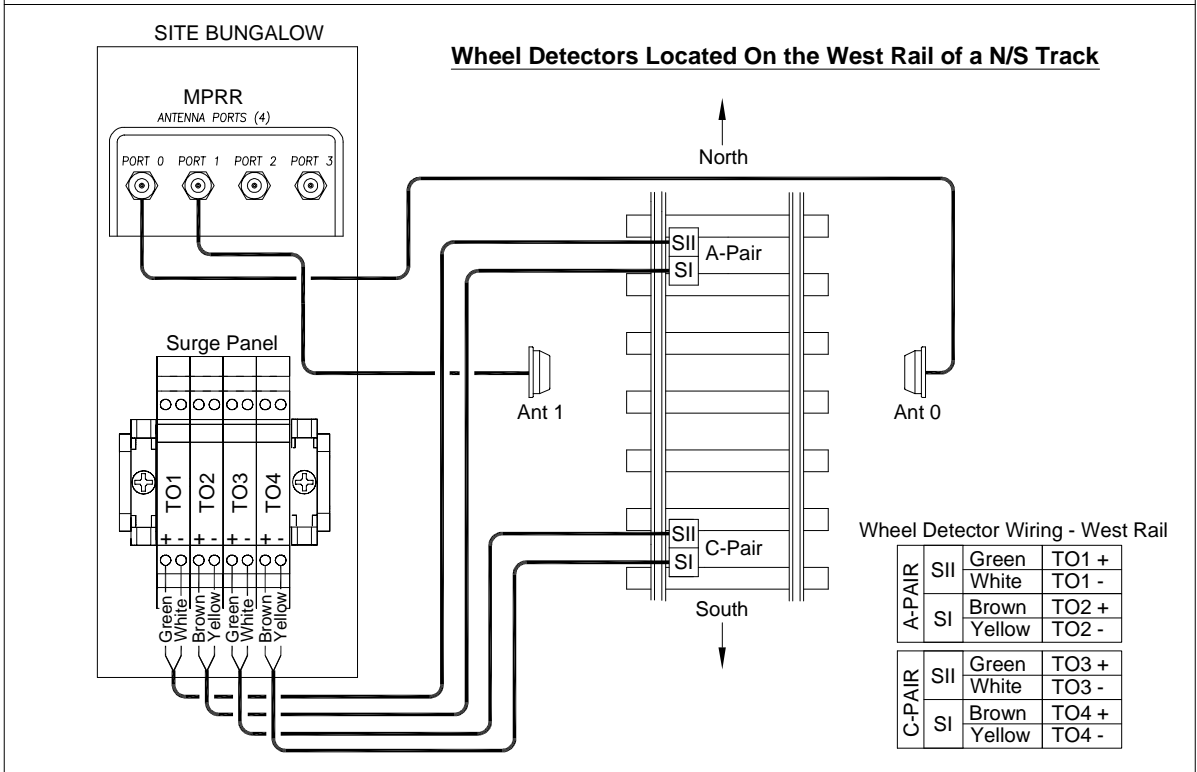 SITE BUNGALOW
Wheel Detectors Located On the West Rail of a N/S Track
MPRR
ANTENNA PORTS (4)
PORT 0 PORT 1 PORT 2 PORT 3
North
SII
SI
A-Pair
Surge Panel
Ant 1
Ant 0
TO1 TO2 TO3 TO4
+ - + - + - + -
Green White Brown Yellow Green White Brown Yellow
SII
SI
C-Pair
South
Wheel Detector Wiring - West Rail
A-PAIR
SII Green TO1 +
White TO1 -
SI Brown TO2 +
Yellow TO2 -
C-PAIR
SII Green TO3 +
White TO3 -
SI Brown TO4 +
Yellow TO4 -